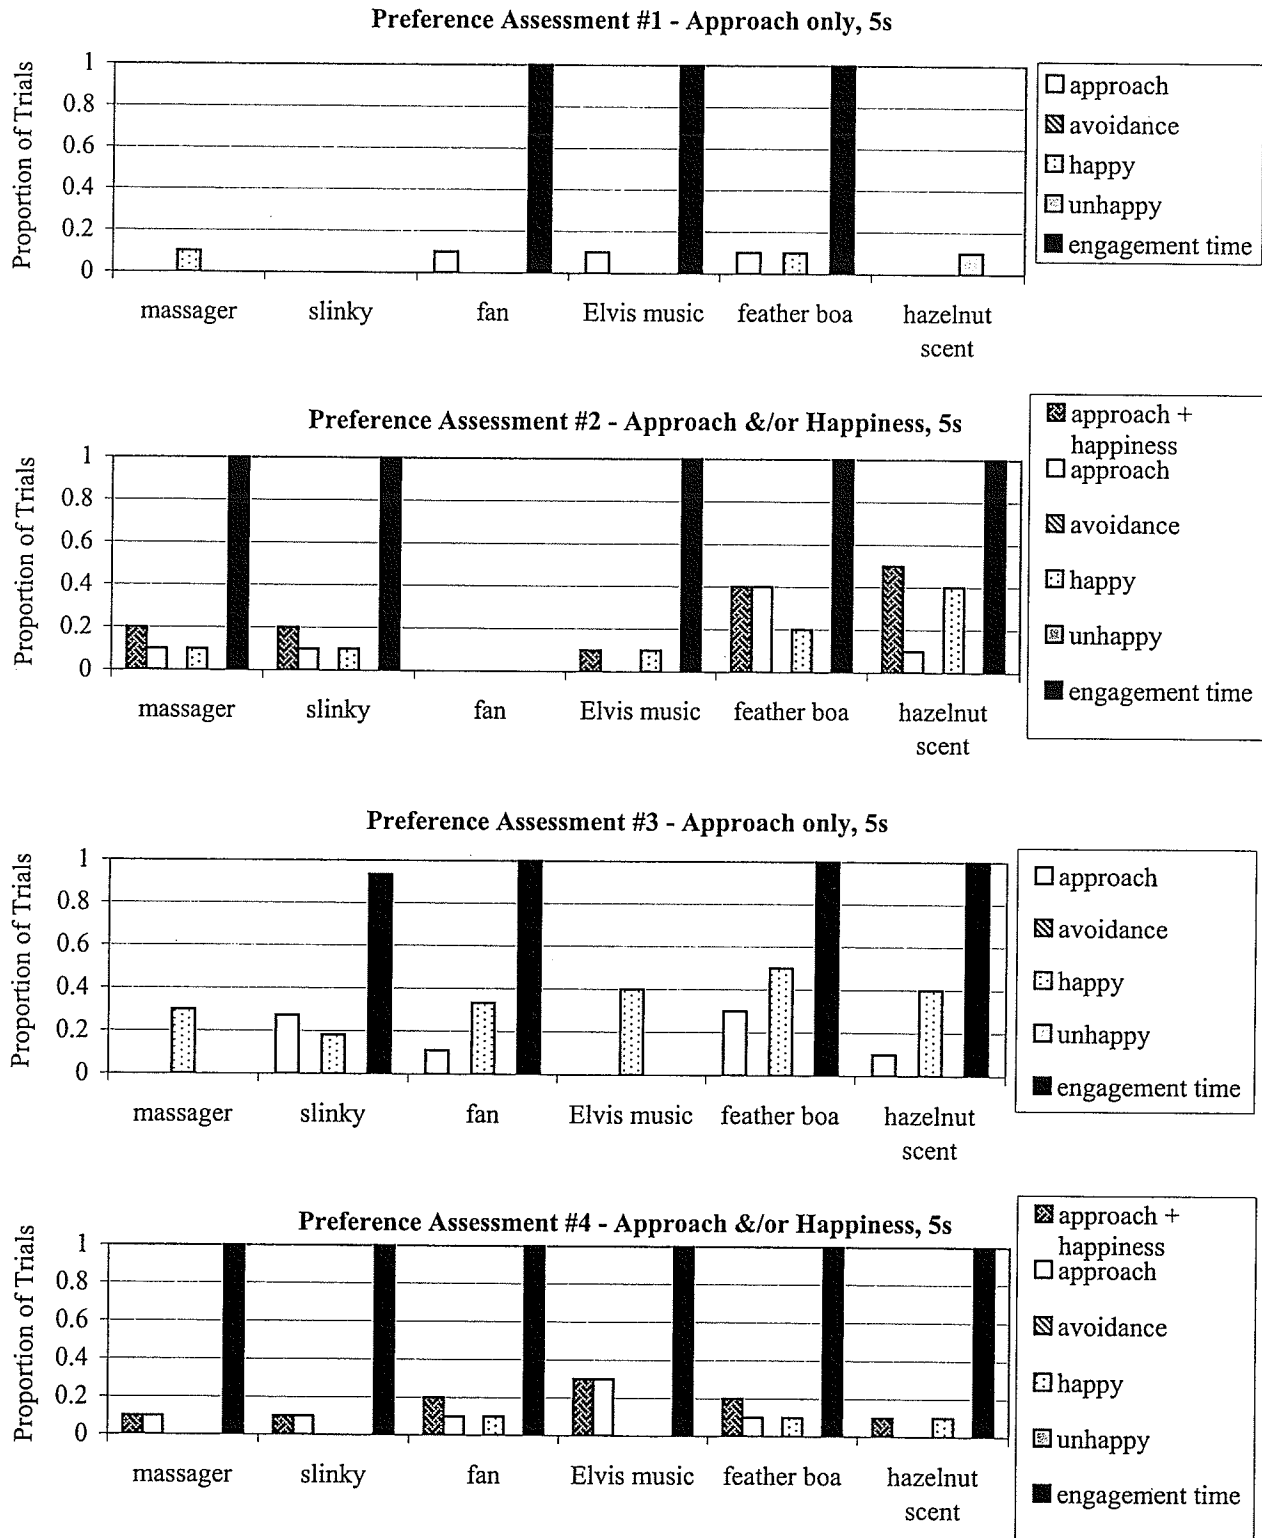 Preference Assessment #1 - Approach only, 5s
Proportion of Trials
1
0.8
0.6
0.4
0.2
0
massager
slinky
fan
Elvis music
feather boa
hazelnut
scent
approach
avoidance
happy
unhappy
engagement time
Preference Assessment #2 - Approach &/or Happiness, 5s
Proportion of Trials
1
0.8
0.6
0.4
0.2
0
massager
slinky
fan
Elvis music
feather boa
hazelnut
scent
approach +
happiness
approach
avoidance
happy
unhappy
engagement time
Preference Assessment #3 - Approach only, 5s
Proportion of Trials
1
0.8
0.6
0.4
0.2
0
massager
slinky
fan
Elvis music
feather boa
hazelnut
scent
approach
avoidance
happy
unhappy
engagement time
Preference Assessment #4 - Approach &/or Happiness, 5s
Proportion of Trials
1
0.8
0.6
0.4
0.2
0
massager
slinky
fan
Elvis music
feather boa
hazelnut
scent
approach +
happiness
approach
avoidance
happy
unhappy
engagement time